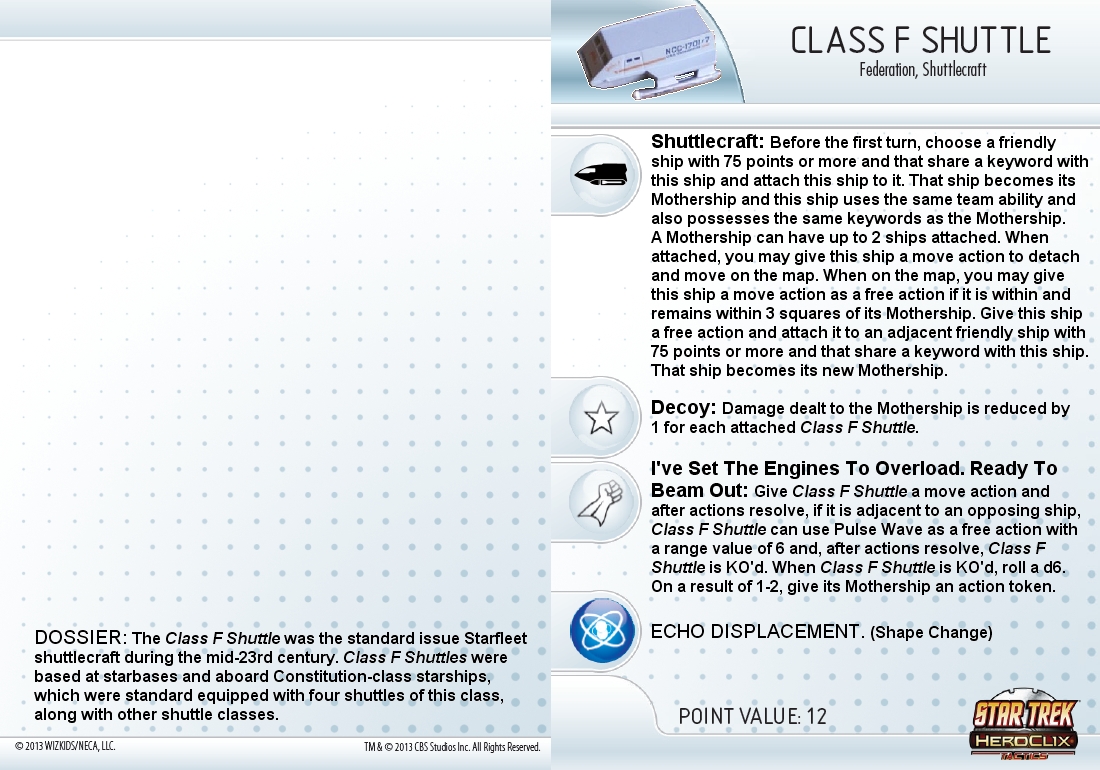 DOSSIER: The Class F Shuttle was the standard issue Starfleet
shuttlecraft during the mid-23rd century. Class F Shuttles were
based at starbases and aboard Constitution-class starships,
which were standard equipped with four shuttles of this class,
along with other shuttle classes.
© 2013 WIZKIDS/NECA, LLC.
TM & © 2013 CBS Studios Inc. All Rights Reserved.
NCC-1701/7
CLASS F SHUTTLE
Federation, Shuttlecraft
Shuttlecraft: Before the first turn, choose a friendly
ship with 75 points or more and that share a keyword with
this ship and attach this ship to it. That ship becomes its
Mothership and this ship uses the same team ability and
also possesses the same keywords as the Mothership.
A Mothership can have up to 2 ships attached. When
attached, you may give this ship a move action to detach
and move on the map. When on the map, you may give
this ship a move action as a free action if it is within and
remains within 3 squares of its Mothership. Give this ship
a free action and attach it to an adjacent friendly ship with
75 points or more and that share a keyword with this ship.
That ship becomes its new Mothership.
Decoy: Damage dealt to the Mothership is reduced by
1 for each attached Class F Shuttle.
I've Set The Engines To Overload. Ready To
Beam Out: Give Class F Shuttle a move action and
after actions resolve, if it is adjacent to an opposing ship,
Class F Shuttle can use Pulse Wave as a free action with
a range value of 6 and, after actions resolve, Class F
Shuttle is KO'd. When Class F Shuttle is KO'd, roll a d6.
On a result of 1-2, give its Mothership an action token.
ECHO DISPLACEMENT. (Shape Change)
POINT VALUE: 12
STAR TREK
HEROCLIX
TACTICS